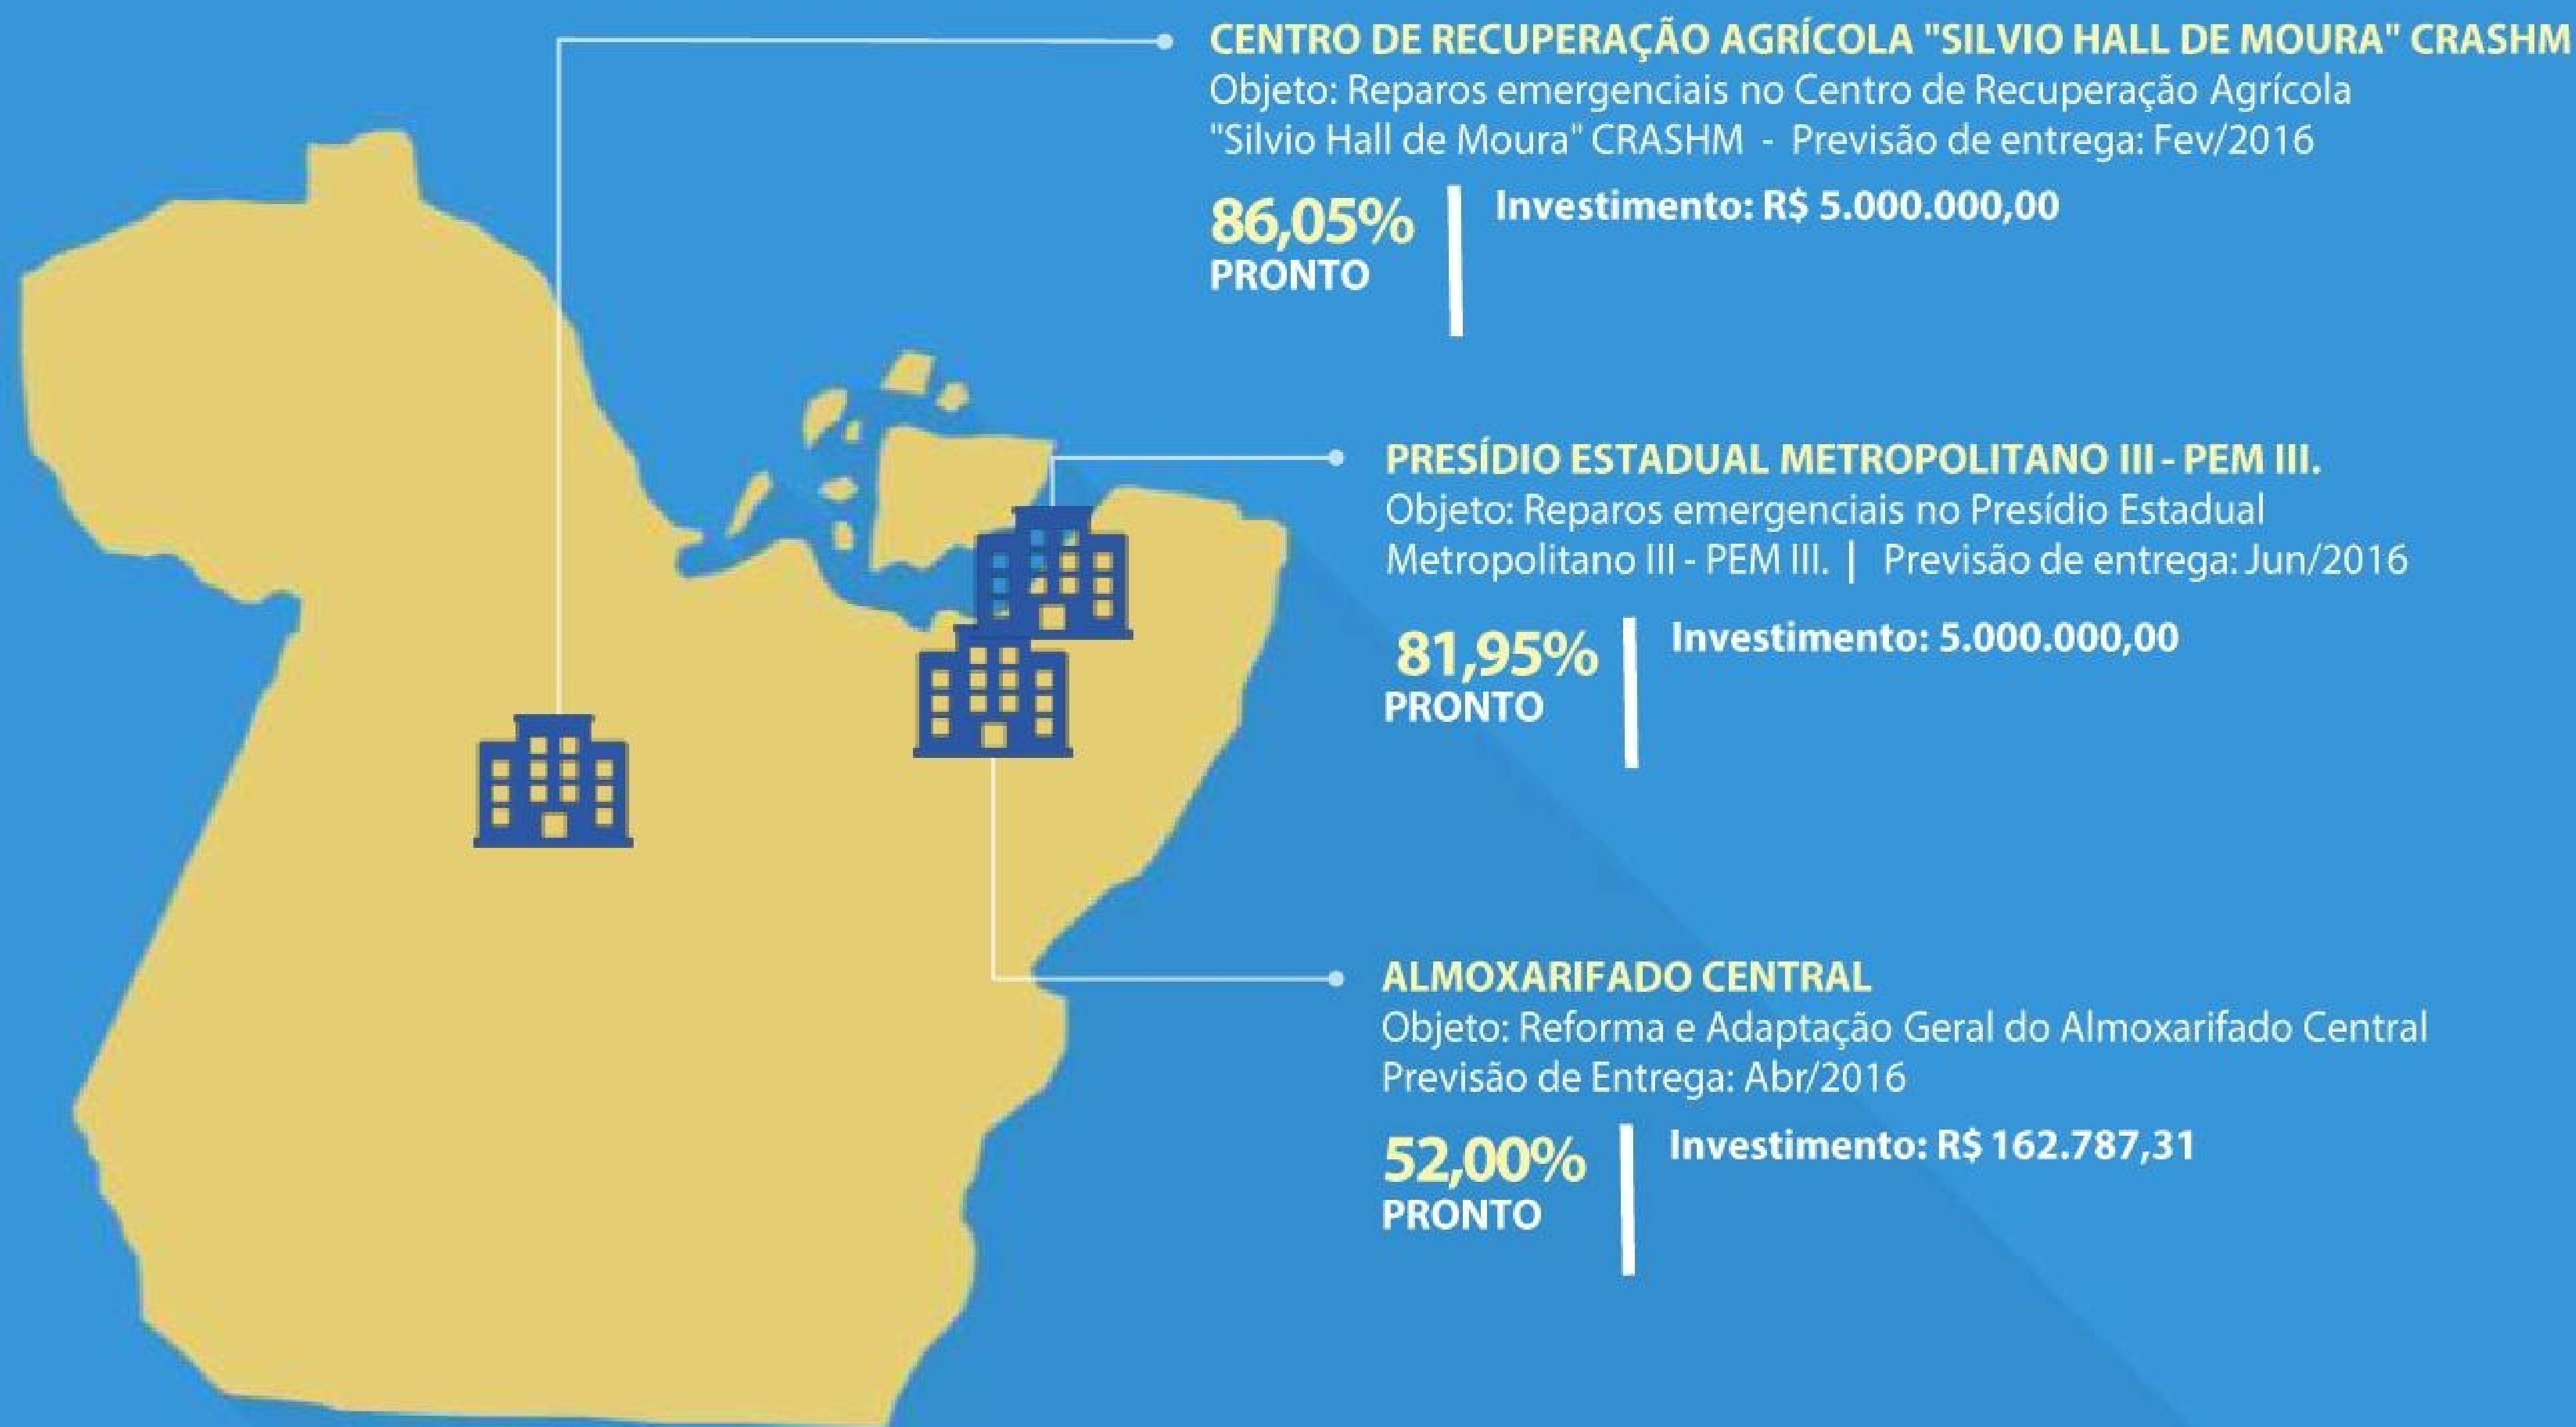 CENTRO DE RECUPERAÇÃO AGRÍCOLA "SILVIO HALL DE MOURA" CRASHM
Objeto: Reparos emergenciais no Centro de Recuperação Agrícola
"Silvio Hall de Moura" CRASHM - Previsão de entrega: Fev/2016
86,05%
PRONTO
Investimento: R$ 5.000.000,00
PRESÍDIO ESTADUAL METROPOLITANO III - PEM III.
Objeto: Reparos emergenciais no Presídio Estadual
Metropolitano III - PEM III. | Previsão de entrega: Jun/2016
81,95%
PRONTO
Investimento: 5.000.000,00
ALMOXARIFADO CENTRAL
Objeto: Reforma e Adaptação Geral do Almoxarifado Central
Previsão de Entrega: Abr/2016
52,00%
PRONTO
Investimento: R$ 162.787,31